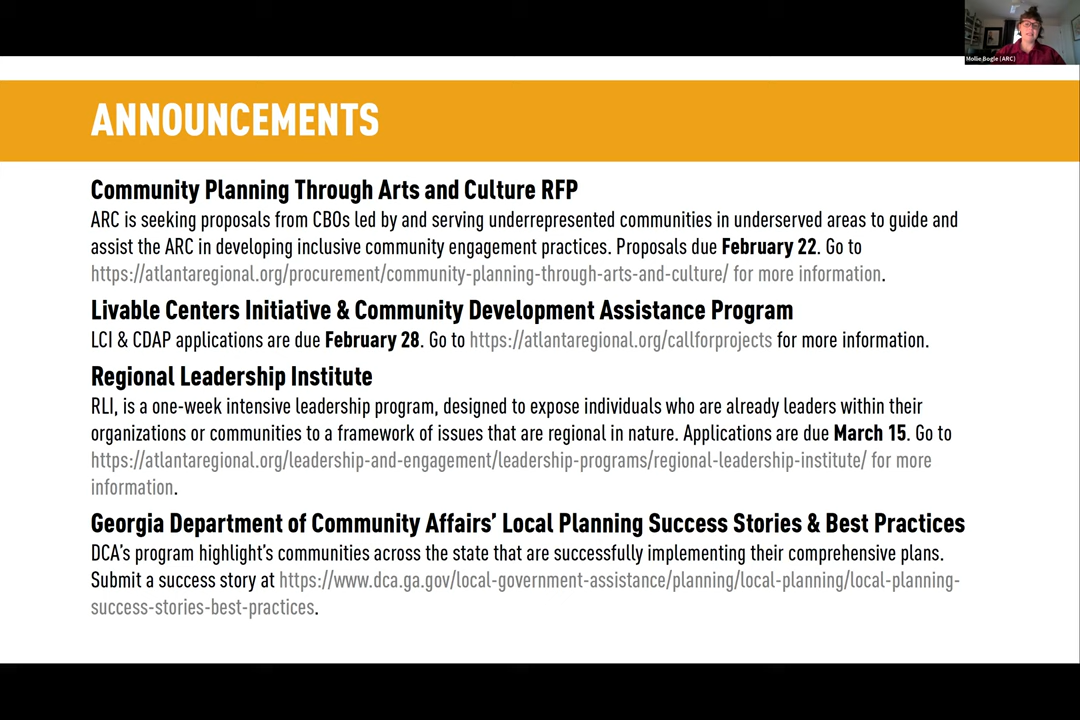 Mollie Bogle (ARC)
ANNOUNCEMENTS
Community Planning Through Arts and Culture RFP
ARC is seeking proposals from CBOs led by and serving underrepresented communities in underserved areas to guide and
assist the ARC in developing inclusive community engagement practices. Proposals due February 22. Go to
https://atlantaregional.org/procurement/community-planning-through-arts-and-culture/ for more information.
Livable Centers Initiative & Community Development Assistance Program
LCI & CDAP applications are due February 28. Go to https://atlantaregional.org/callforprojects for more information.
Regional Leadership Institute
RLI, is a one-week intensive leadership program, designed to expose individuals who are already leaders within their
organizations or communities to a framework of issues that are regional in nature. Applications are due March 15. Go to
https://atlantaregional.org/leadership-and-engagement/leadership-programs/regional-leadership-institute/ for more
information.
Georgia Department of Community Affairs’ Local Planning Success Stories & Best Practices
DCA’s program highlight’s communities across the state that are successfully implementing their comprehensive plans.
Submit a success story at https://www.dca.ga.gov/local-government-assistance/planning/local-planning/local-planning-
success-stories-best-practices.